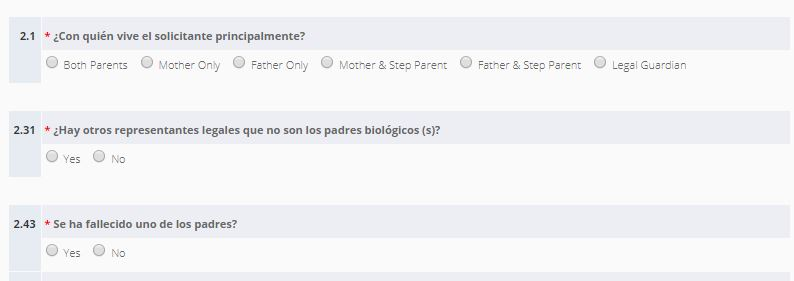 2.1 * ¿Con quién vive el solicitante principalmente?
Both Parents Mother Only Father Only Mother & Step Parent Father & Step Parent Legal Guardian
2.31 * ¿Hay otros representantes legales que no son los padres biológicos (s)?
Yes No
2.43 * Se ha fallecido uno de los padres?
Yes No